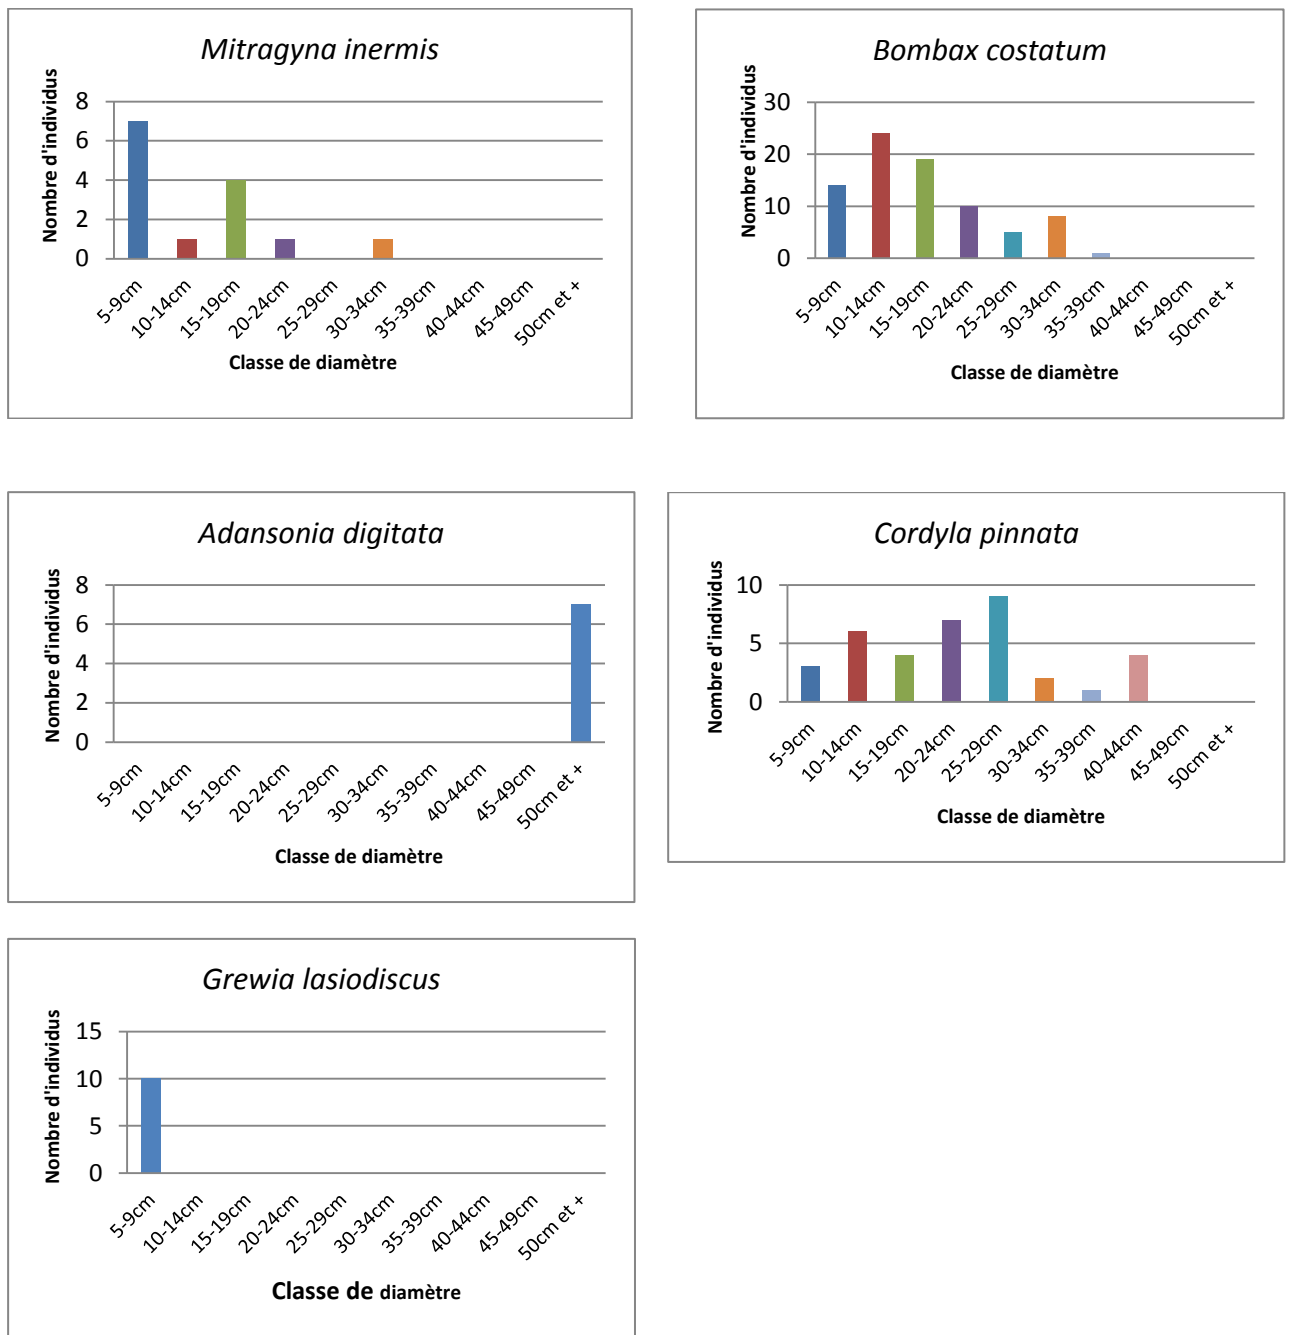 Mitragyna inermis
Nombre d'individus
8
6
4
2
0
5-9cm
10-14cm
15-19cm
20-24cm
25-29cm
30-34cm
35-39cm
40-44cm
45-49cm
50cm et +
Classe de diamètre
Bombax costatum
Nombre d'individus
30
20
10
0
5-9cm
10-14cm
15-19cm
20-24cm
25-29cm
30-34cm
35-39cm
40-44cm
45-49cm
50cm et +
Classe de diamètre
Adansonia digitata
Nombre d'individus
8
6
4
2
0
5-9cm
10-14cm
15-19cm
20-24cm
25-29cm
30-34cm
35-39cm
40-44cm
45-49cm
50cm et +
Classe de diamètre
Cordyla pinnata
Nombre d'individus
10
5
0
5-9cm
10-14cm
15-19cm
20-24cm
25-29cm
30-34cm
35-39cm
40-44cm
45-49cm
50cm et +
Classe de diamètre
Grewia lasiodiscus
Nombre d'individus
15
10
5
0
5-9cm
10-14cm
15-19cm
20-24cm
25-29cm
30-34cm
35-39cm
40-44cm
45-49cm
50cm et +
Classe de diamètre